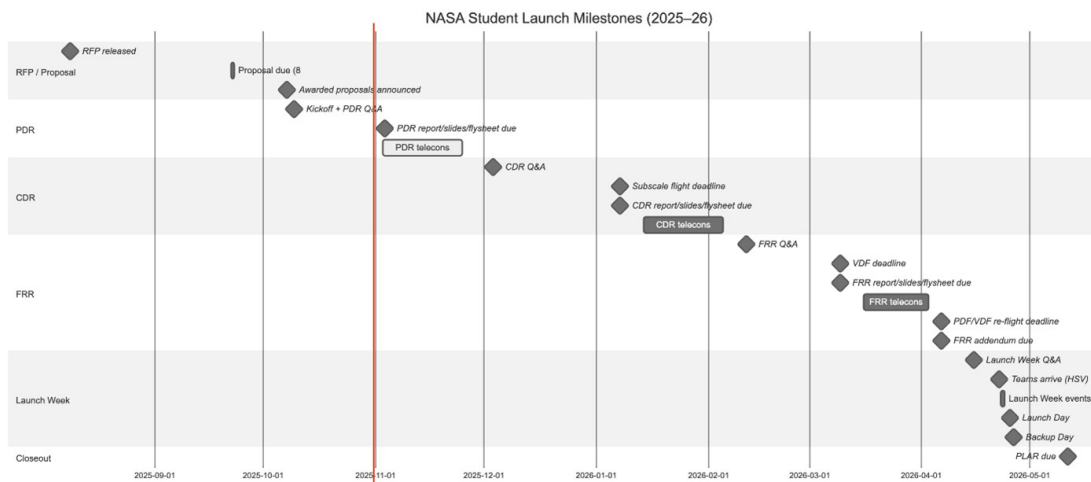 NASA Student Launch Milestones (2025–26)
RFP released
RFP / Proposal
Proposal due (8
Awarded proposals announced
Kickoff + PDR Q&A
PDR
PDR report/slides/flysheet due
PDR telecons
CDR Q&A
CDR
Subscale flight deadline
CDR report/slides/flysheet due
CDR telecons
FRR Q&A
VDF deadline
FRR report/slides/flysheet due
FRR
FRR telecons
PDF/VDF re-flight deadline
FRR addendum due
Launch Week Q&A
Teams arrive (HSV)
Launch Week
Launch Week events
Launch Day
Backup Day
Closeout
PLAR due
2025-09-01
2025-10-01
2025-11-01
2025-12-01
2026-01-01
2026-02-01
2026-03-01
2026-04-01
2026-05-01